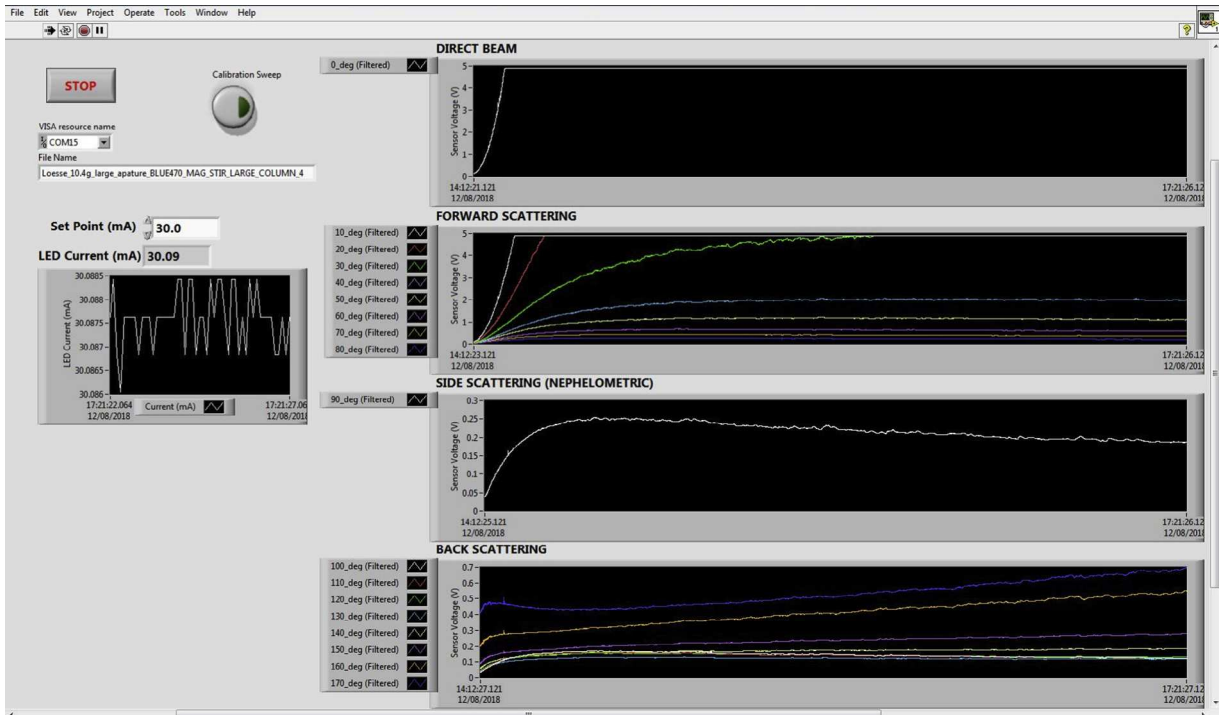 File Edit View Project Operate Tools Window Help
STOP
Calibration Sweep
VISA resource name
COM15
File Name
Loesse_10.4g_large_apature_BLUE470_MAG_STIR_LARGE_COLUMN_4
Set Point (mA) 30.0
LED Current (mA) 30.09
LED Current (mA)
30.0885
30.088
30.0875
30.087
30.0865
30.086
17:21:22.064
12/08/2018
Current (mA)
17:21:27.06
12/08/2018
DIRECT BEAM
0_deg (Filtered)
Sensor Voltage (V)
5
4
3
2
1
0
14:12:21.121
12/08/2018
17:21:26.12
12/08/201
FORWARD SCATTERING
10_deg (Filtered)
20_deg (Filtered)
30_deg (Filtered)
40_deg (Filtered)
50_deg (Filtered)
60_deg (Filtered)
70_deg (Filtered)
80_deg (Filtered)
Sensor Voltage (V)
5
4
3
2
1
0
14:12:23.121
12/08/2018
17:21:26.12
12/08/201
SIDE SCATTERING (NEPHELOMETRIC)
90_deg (Filtered)
Sensor Voltage (V)
0.3
0.25
0.2
0.15
0.1
0.05
0
14:12:25.121
12/08/2018
17:21:26.12
12/08/201
BACK SCATTERING
100_deg (Filtered)
110_deg (Filtered)
120_deg (Filtered)
130_deg (Filtered)
140_deg (Filtered)
150_deg (Filtered)
160_deg (Filtered)
170_deg (Filtered)
Sensor Voltage (V)
0.7
0.6
0.5
0.4
0.3
0.2
0.1
0
14:12:27.121
12/08/2018
17:21:27.12
12/08/201